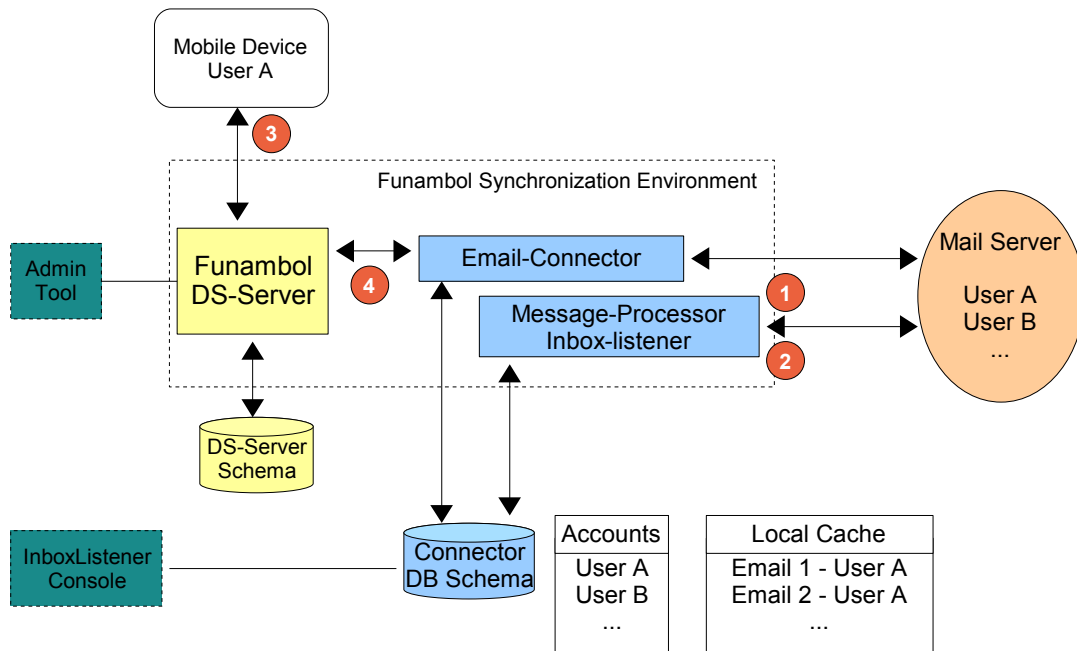 Mobile Device
User A
3
Funambol Synchronization Environment
Admin
Tool
Funambol
DS-Server
4
Email-Connector
1
Message-Processor
Inbox-listener
2
Mail Server
User A
User B
...
DS-Server
Schema
InboxListener
Console
Connector
DB Schema
Accounts
User A
User B
...
Local Cache
Email 1 - User A
Email 2 - User A
...